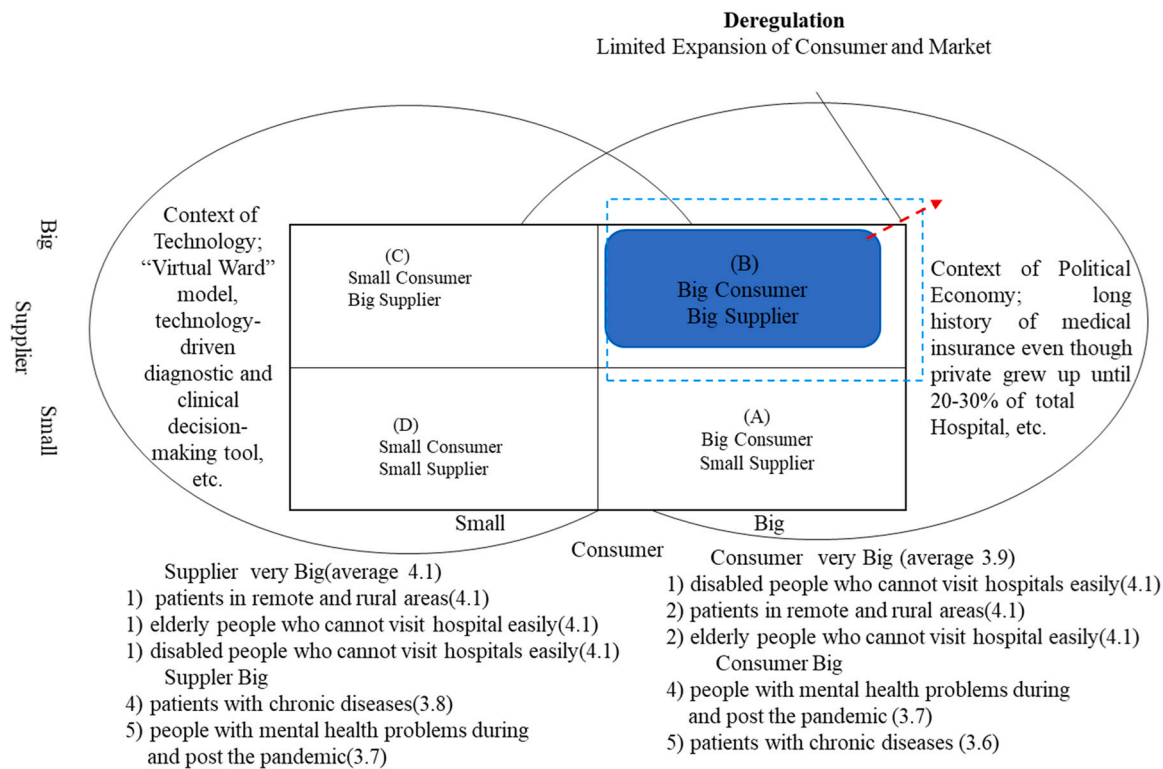 Deregulation
Limited Expansion of Consumer and Market
Big
Supplier
Small
Context of
Technology;
“Virtual Ward”
model,
technology-
driven
diagnostic and
clinical
decision-
making tool,
etc.
(C)
Small Consumer
Big Supplier
(B)
Big Consumer
Big Supplier
(D)
Small Consumer
Small Supplier
(A)
Big Consumer
Small Supplier
Context of Political
Economy; long
history of medical
insurance even though
private grew up until
20-30% of total
Hospital, etc.
Small
Big
Consumer
Supplier very Big(average 4.1)
1) patients in remote and rural areas(4.1)
1) elderly people who cannot visit hospital easily(4.1)
1) disabled people who cannot visit hospitals easily(4.1)
Suppler Big
4) patients with chronic diseases(3.8)
5) people with mental health problems during
and post the pandemic(3.7)
Consumer very Big (average 3.9)
1) disabled people who cannot visit hospitals easily(4.1)
2) patients in remote and rural areas(4.1)
2) elderly people who cannot visit hospital easily(4.1)
Consumer Big
4) people with mental health problems during
and post the pandemic (3.7)
5) patients with chronic diseases (3.6)